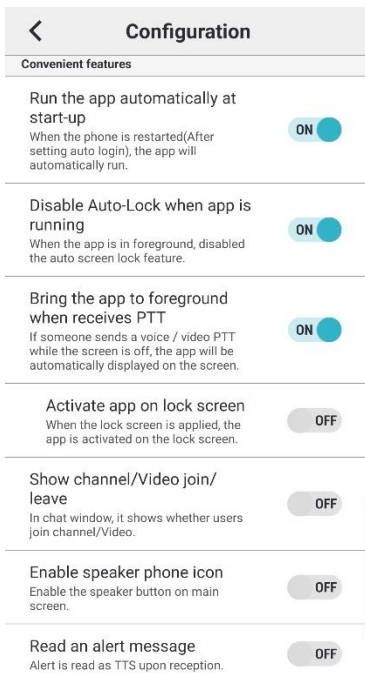 Configuration
Convenient features
Run the app automatically at
start-up
When the phone is restarted(After
setting auto login), the app will
automatically run.
ON
Disable Auto-Lock when app is
running
When the app is in foreground, disabled
the auto screen lock feature.
ON
Bring the app to foreground
when receives PTT
If someone sends a voice / video PTT
while the screen is off, the app will be
automatically displayed on the screen.
ON
Activate app on lock screen
When the lock screen is applied, the
app is activated on the lock screen.
OFF
Show channel/Video join/
leave
In chat window, it shows whether users
join channel/Video.
OFF
Enable speaker phone icon
Enable the speaker button on main
screen.
OFF
Read an alert message
Alert is read as TTS upon reception.
OFF